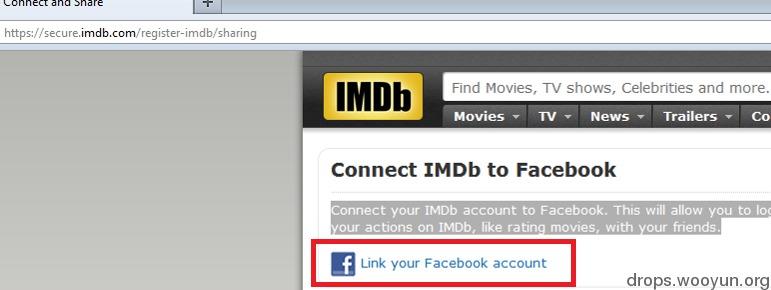 Connect and Share
https://secure.imdb.com/register-imdb/sharing
IMDb
Find Movies, TV shows, Celebrities and more.
Movies TV News Trailers Co
Connect IMDb to Facebook
Connect your IMDb account to Facebook. This will allow you to lo
your actions on IMDb, like rating movies, with your friends.
f Link your Facebook account
drops.wooyun.org